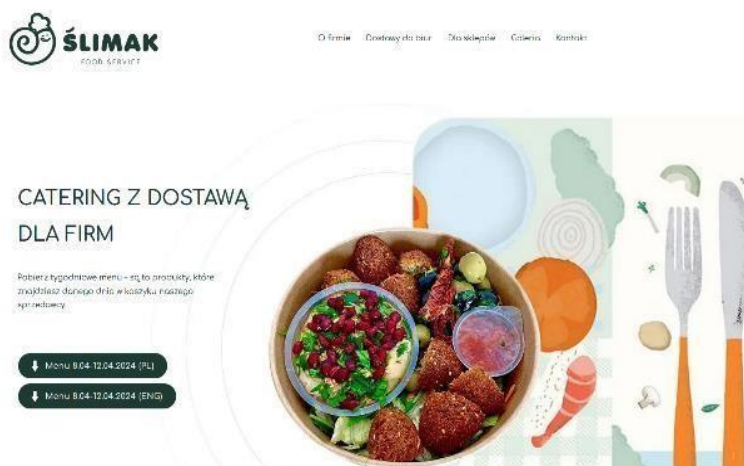 ŚLIMAK
FOOD SERVICE
O firmie Dostawy do biur Dla sklepów Galeria Kontakt
CATERING Z DOSTAWĄ
DLA FIRM
Pobierz tygodniowe menu – są to produkty, które
znajdziesz danego dnia w koszyku naszego
sprzedawcy.
Menu 8.04-12.04.2024 (PL)
Menu 8.04-12.04.2024 (ENG)